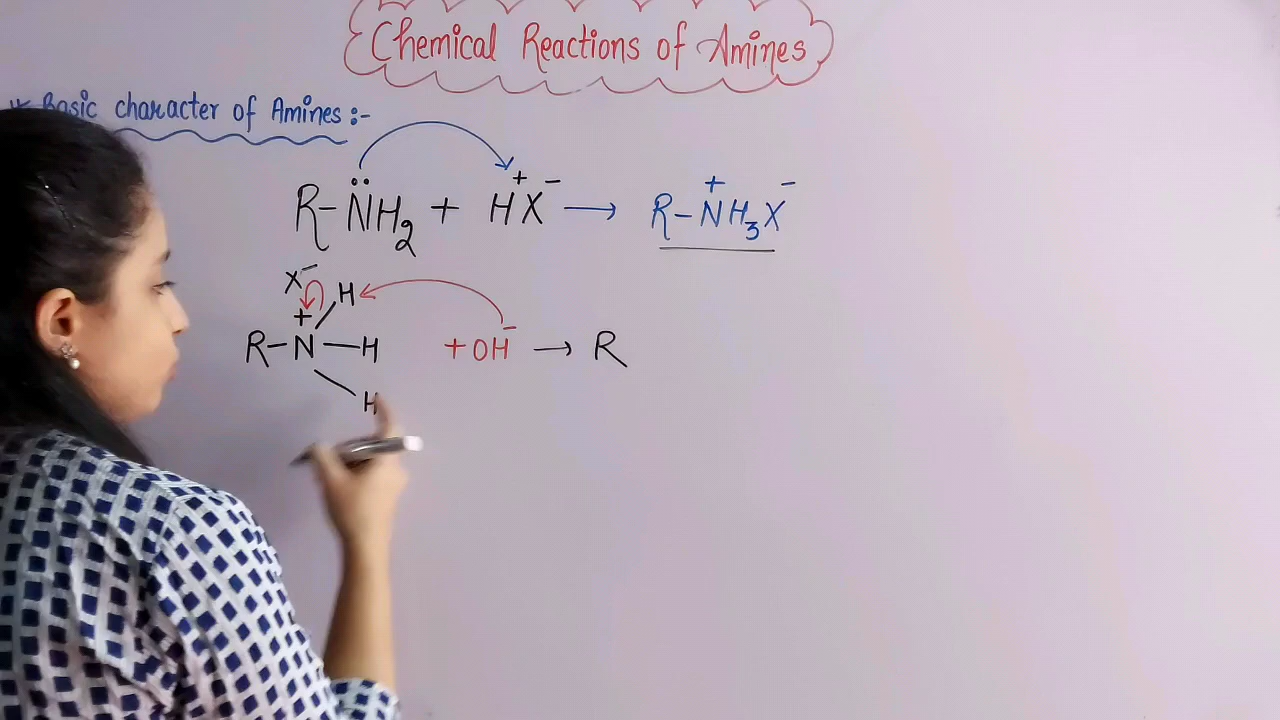 Chemical Reactions of Amines
* Basic character of Amines :-
R-N̈H₂ + H⁺X⁻ → R-N⁺H₃X⁻
X⁻
H
+
R-N-H + OH⁻ → R
H